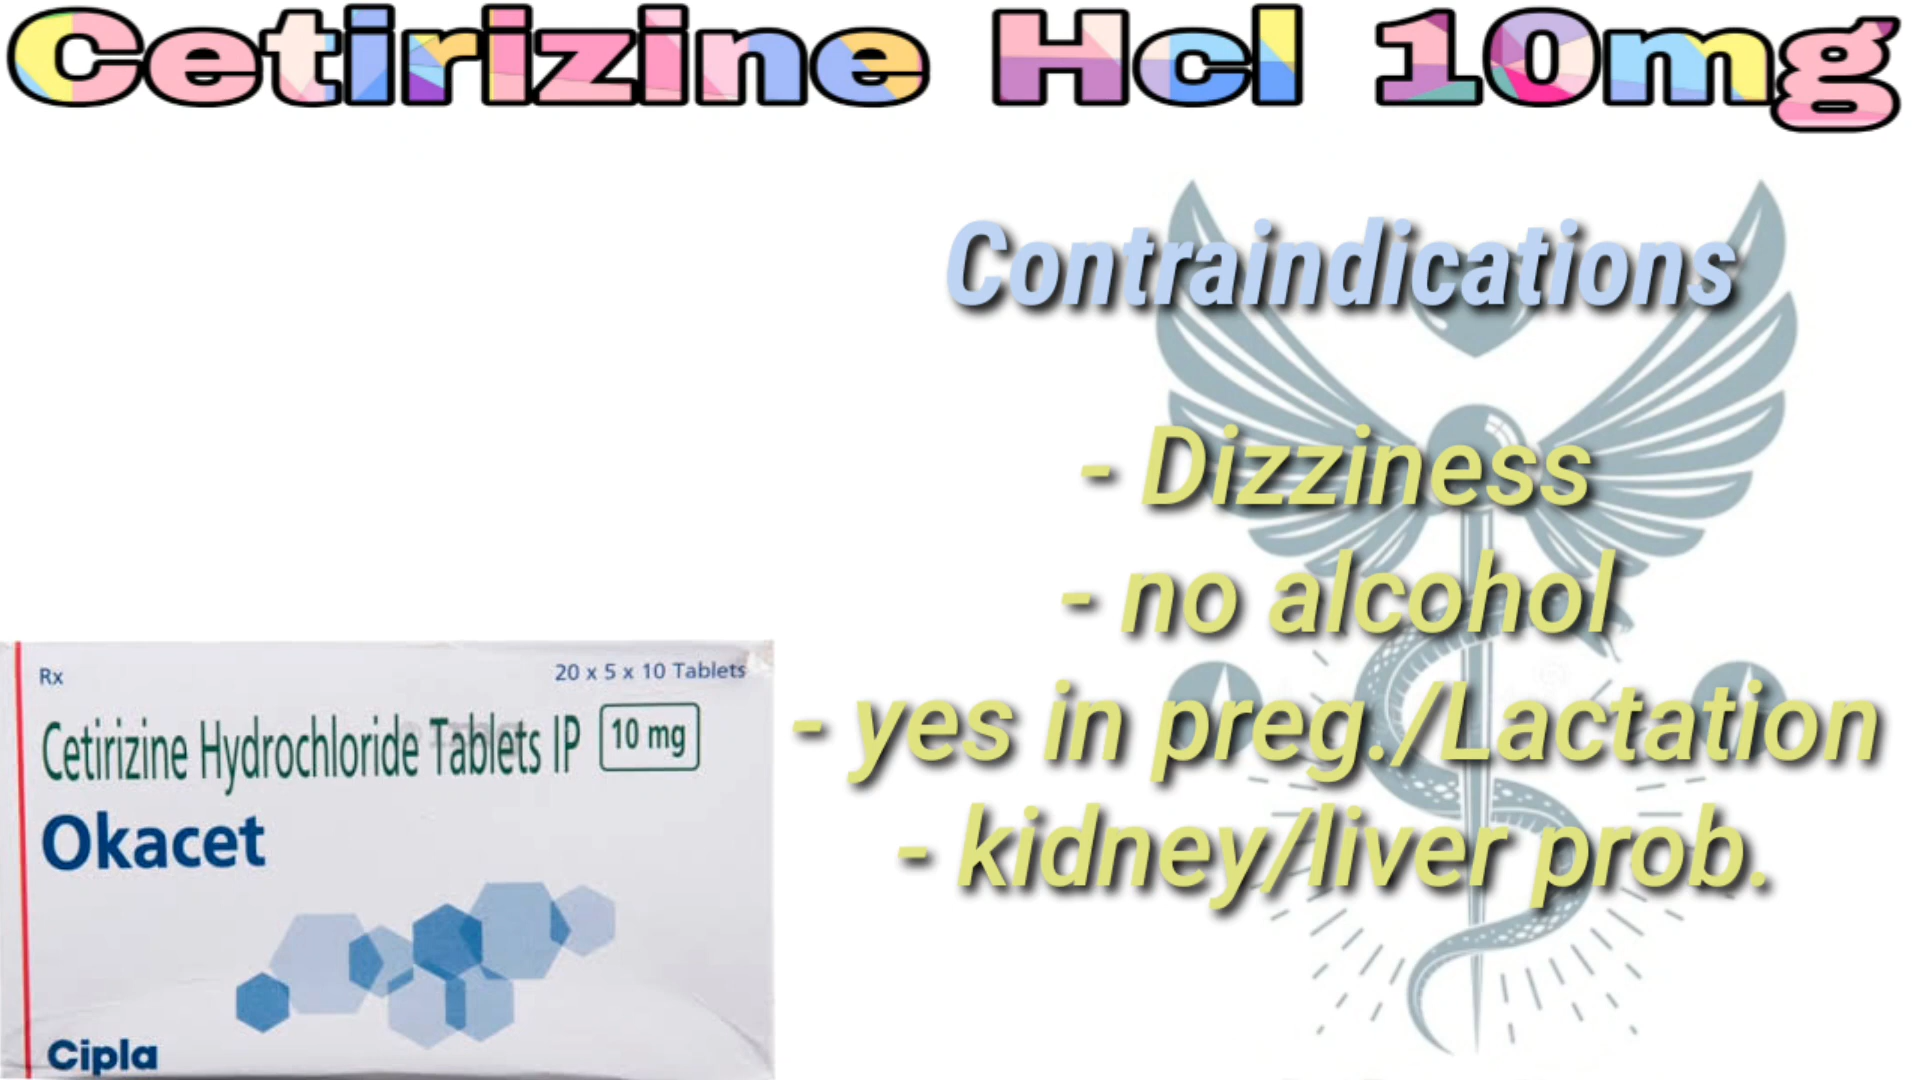 Cetirizine Hcl 10mg
Contraindications
- Dizziness
- no alcohol
- yes in preg./Lactation
- kidney/liver prob.
Rx
20 x 5 x 10 Tablets
Cetirizine Hydrochloride Tablets IP 10 mg
Okacet
Cipla